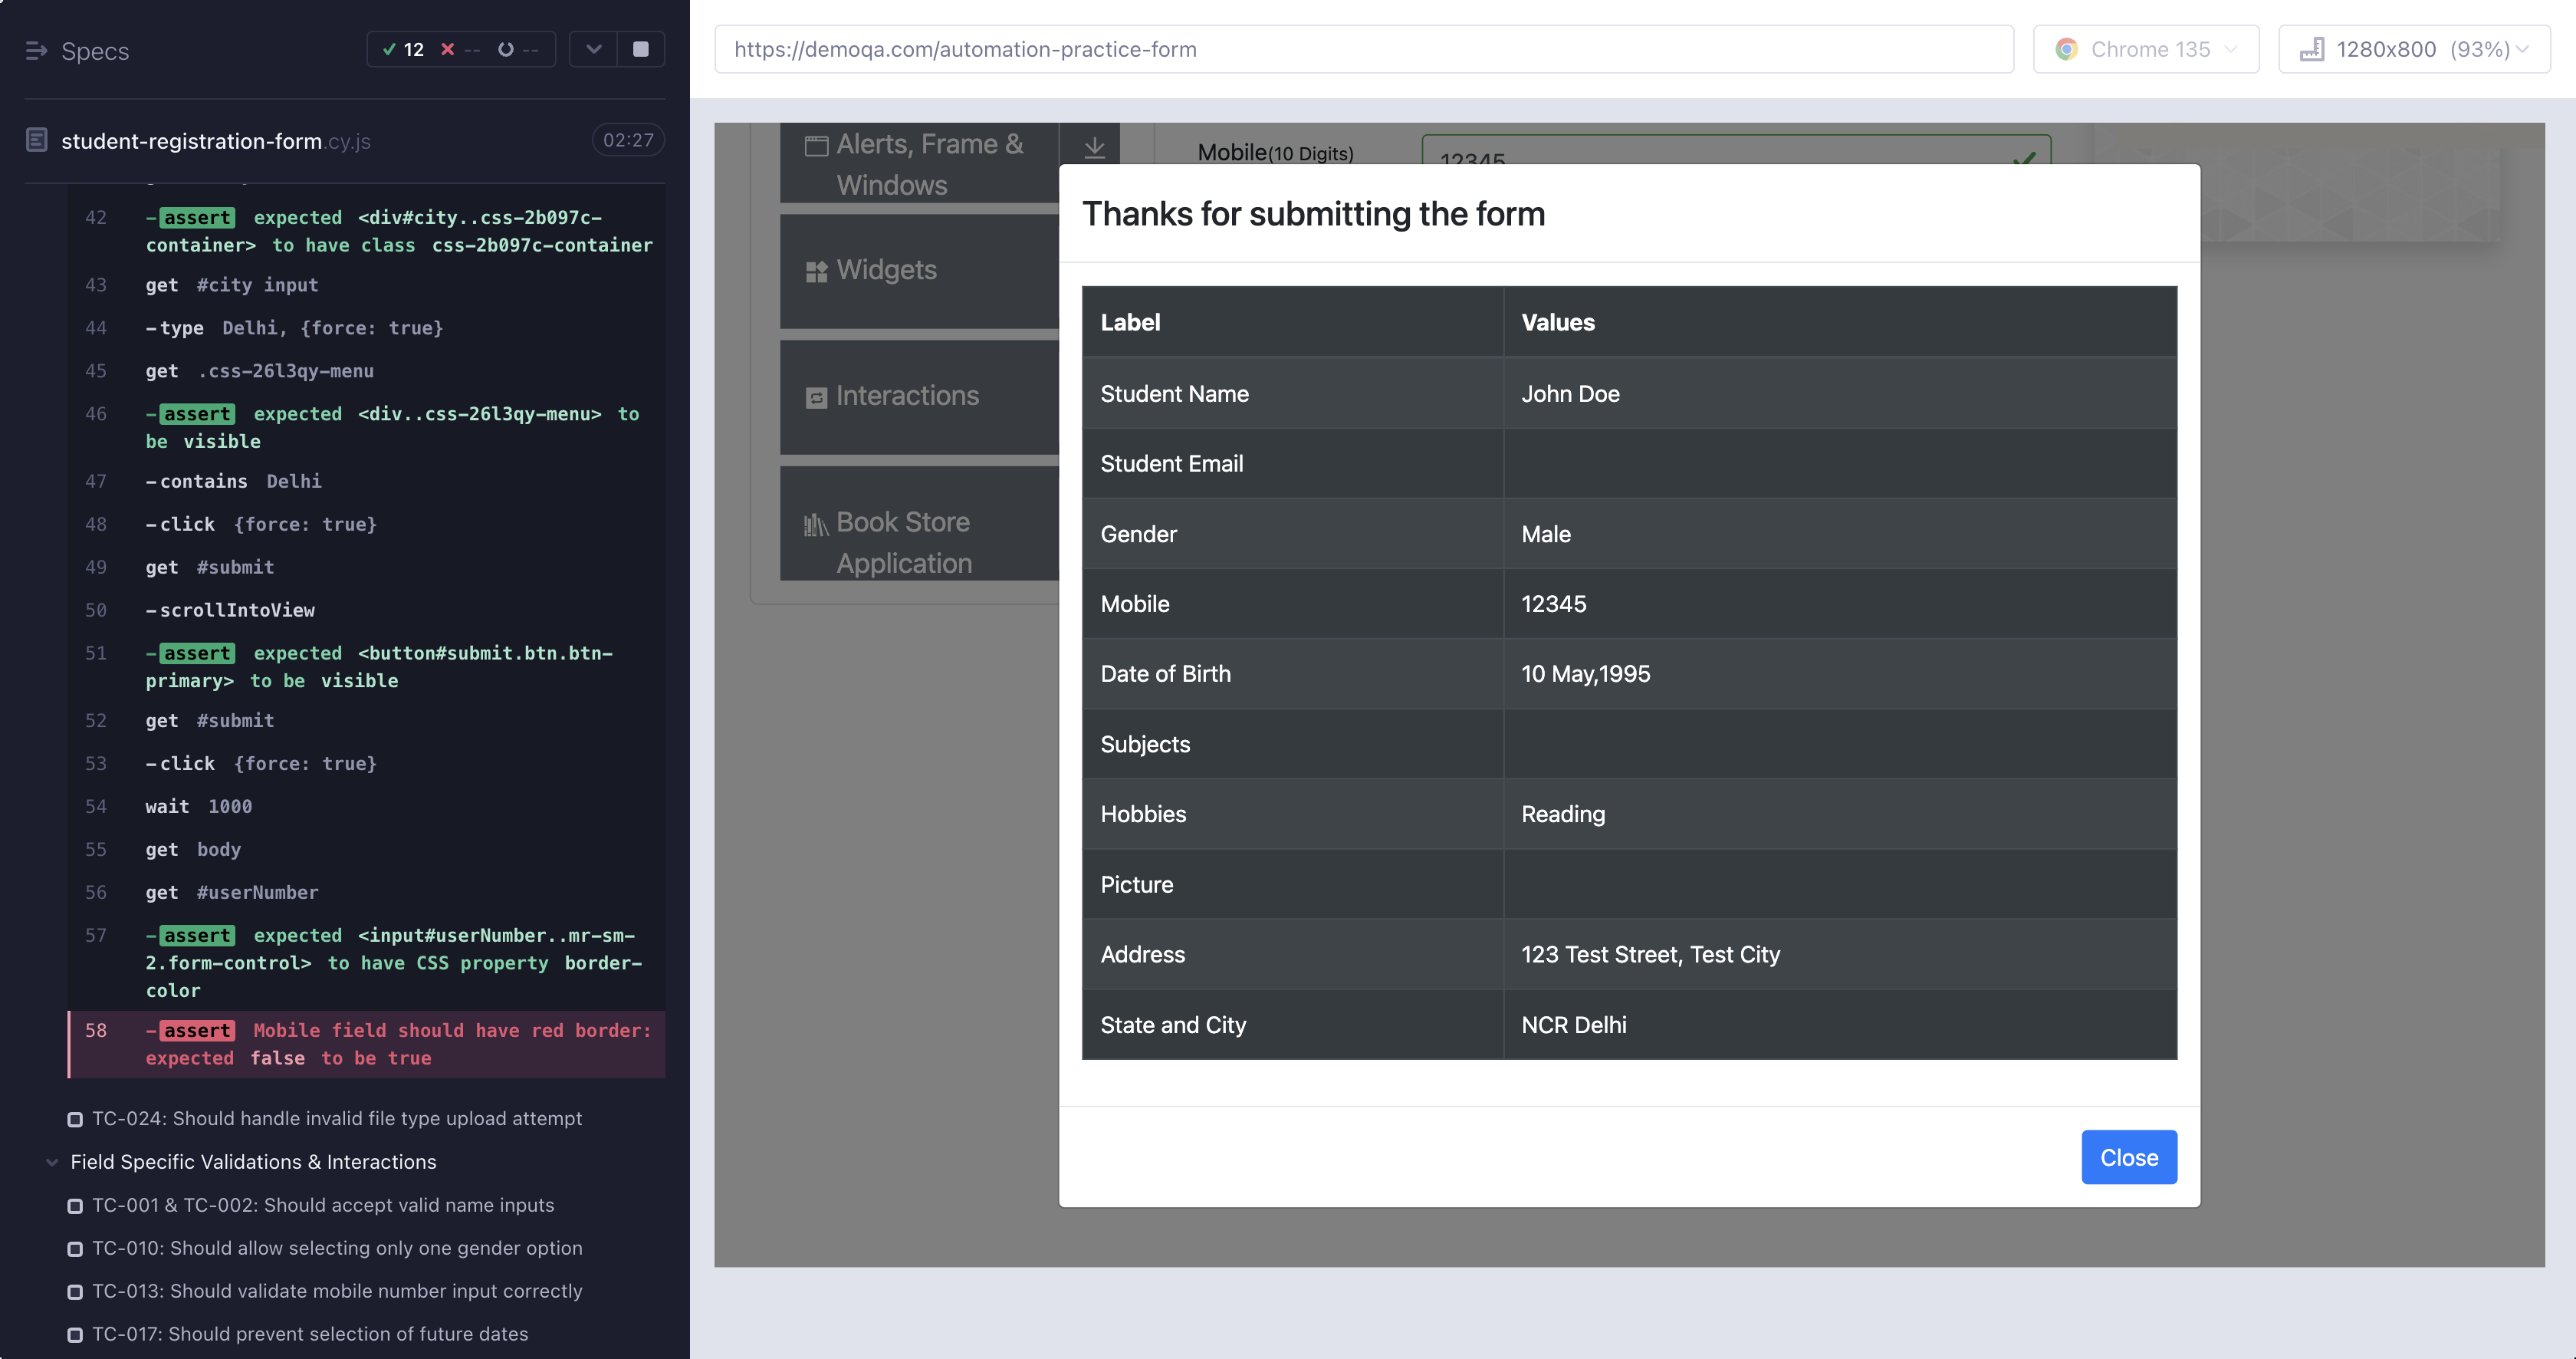 Specs
12 -- --
student-registration-form.cy.js 02:27
42 -assert expected <div#city..css-2b097c-
container> to have class css-2b097c-container
43 get #city input
44 -type Delhi, {force: true}
45 get .css-26l3qy-menu
46 -assert expected <div..css-26l3qy-menu> to
be visible
47 -contains Delhi
48 -click {force: true}
49 get #submit
50 -scrollIntoView
51 -assert expected <button#submit.btn.btn-
primary> to be visible
52 get #submit
53 -click {force: true}
54 wait 1000
55 get body
56 get #userNumber
57 -assert expected <input#userNumber..mr-sm-
2.form-control> to have CSS property border-
color
58 -assert Mobile field should have red border:
expected false to be true
TC-024: Should handle invalid file type upload attempt
Field Specific Validations & Interactions
TC-001 & TC-002: Should accept valid name inputs
TC-010: Should allow selecting only one gender option
TC-013: Should validate mobile number input correctly
TC-017: Should prevent selection of future dates
https://demoqa.com/automation-practice-form
Chrome 135
1280x800 (93%)
Alerts, Frame &
Windows
Widgets
Interactions
Book Store
Application
Mobile(10 Digits) 12345
Thanks for submitting the form
Label Values
Student Name John Doe
Student Email
Gender Male
Mobile 12345
Date of Birth 10 May,1995
Subjects
Hobbies Reading
Picture
Address 123 Test Street, Test City
State and City NCR Delhi
Close